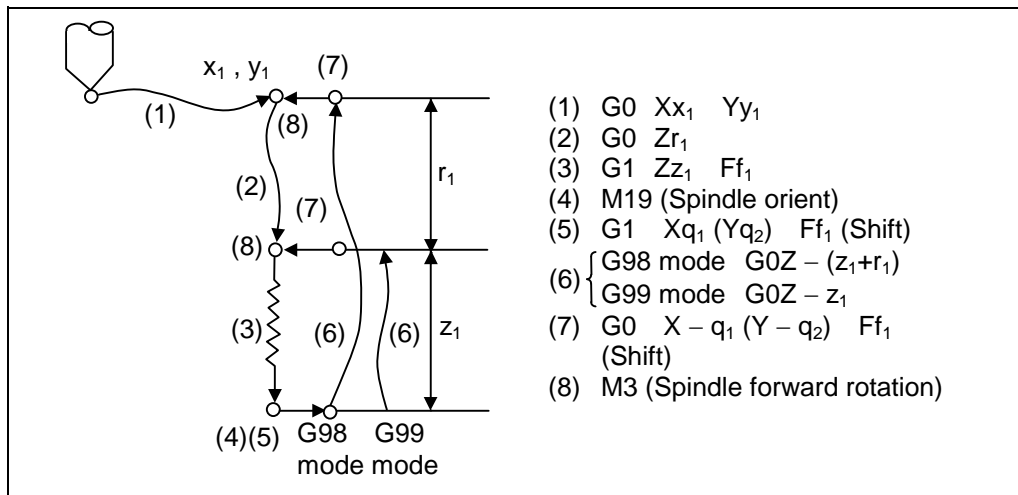 x₁ , y₁
(7)
(1)
(8)
r₁
(2)
(7)
(8)
(3)
(6)
(6)
z₁
(4)(5)
G98 G99
mode mode
(1) G0 Xx₁ Yy₁
(2) G0 Zr₁
(3) G1 Zz₁ Ff₁
(4) M19 (Spindle orient)
(5) G1 Xq₁ (Yq₂) Ff₁ (Shift)
(6) G98 mode G0Z – (z₁+r₁)
G99 mode G0Z – z₁
(7) G0 X – q₁ (Y – q₂) Ff₁
(Shift)
(8) M3 (Spindle forward rotation)